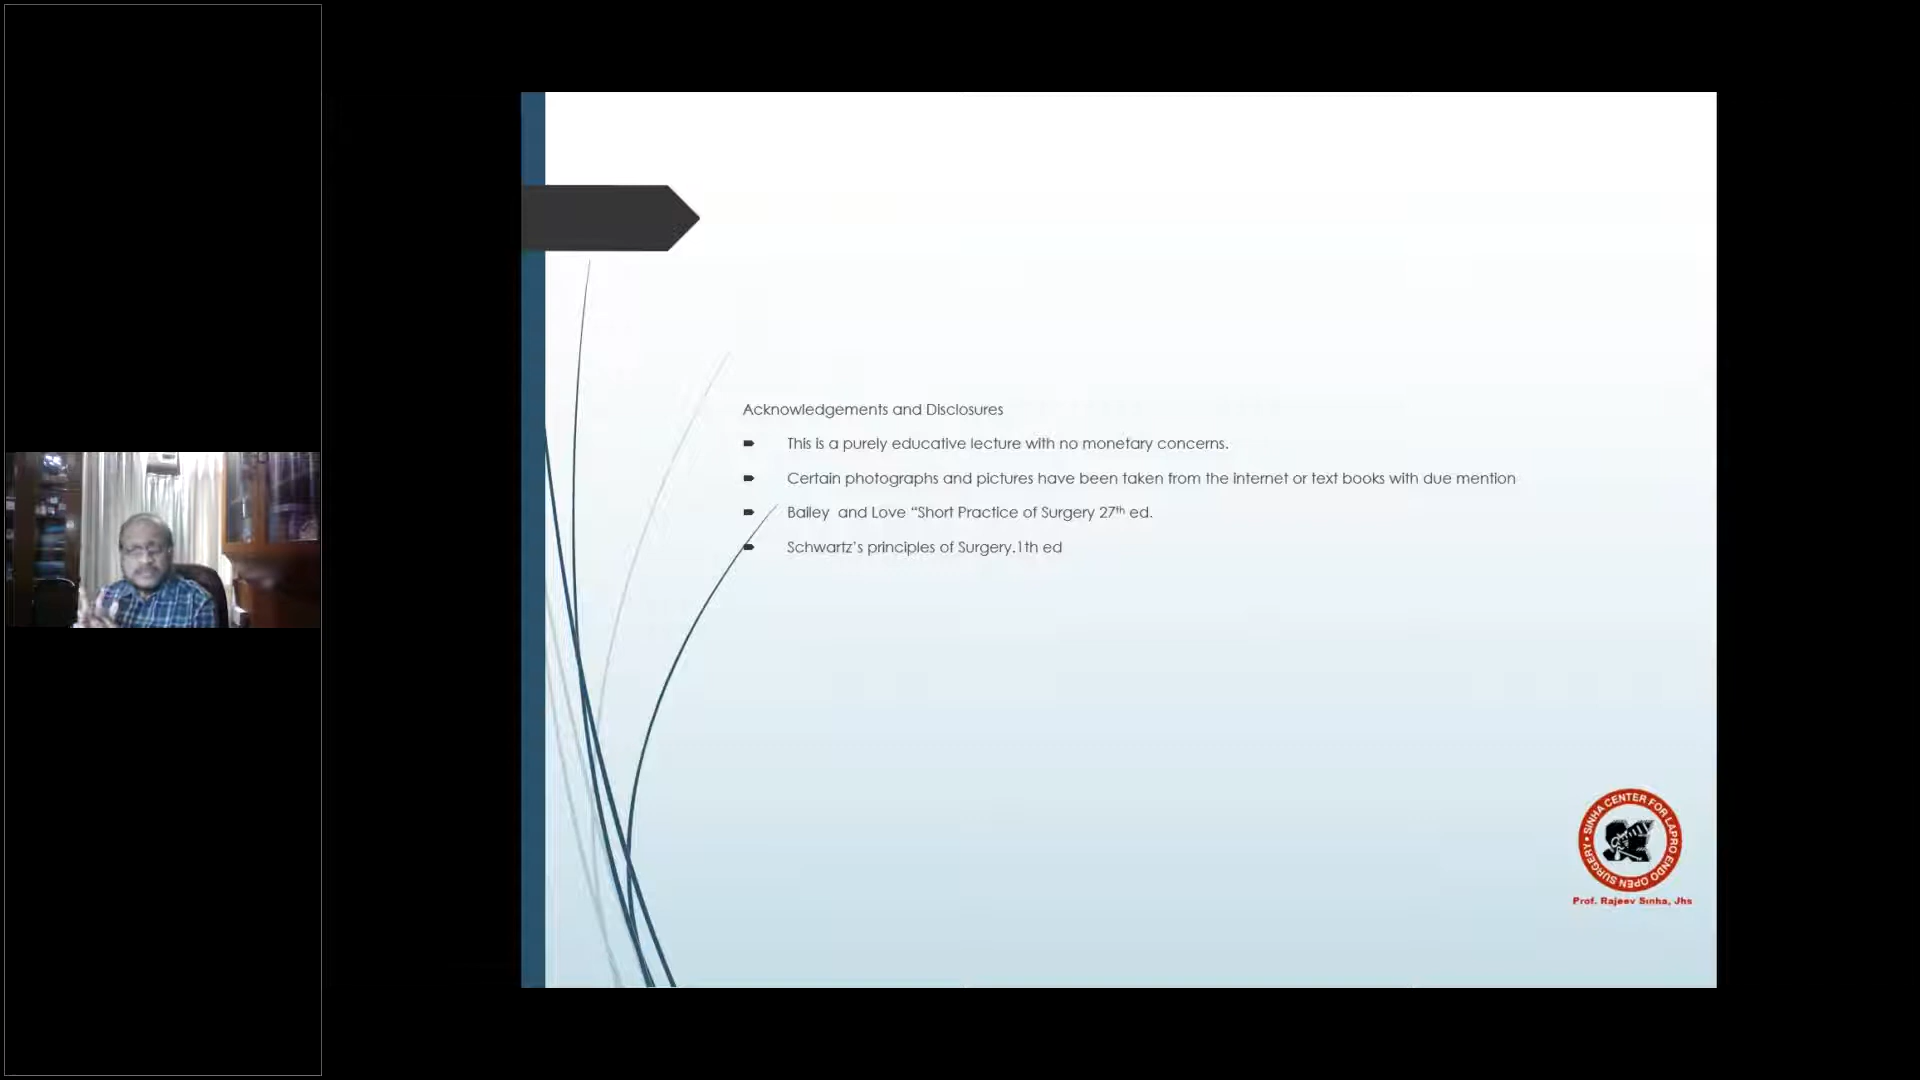 Acknowledgements and Disclosures
This is a purely educative lecture with no monetary concerns.
Certain photographs and pictures have been taken from the internet or text books with due mention
Bailey  and Love “Short Practice of Surgery 27th ed.
Schwartz’s principles of Surgery.1th ed
SINHA CENTER FOR LAPRO ENDO OPEN SURGERY •
Prof. Rajeev Sinha, Jhs